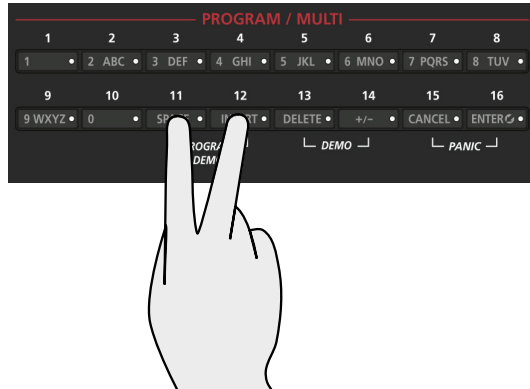 PROGRAM / MULTI
1 2 3 4 5 6 7 8
1 2 ABC 3 DEF 4 GHI 5 JKL 6 MNO 7 PQRS 8 TUV
9 10 11 12 13 14 15 16
9 WXYZ 0 DELETE +/– CANCEL ENTER
DEMO PANIC